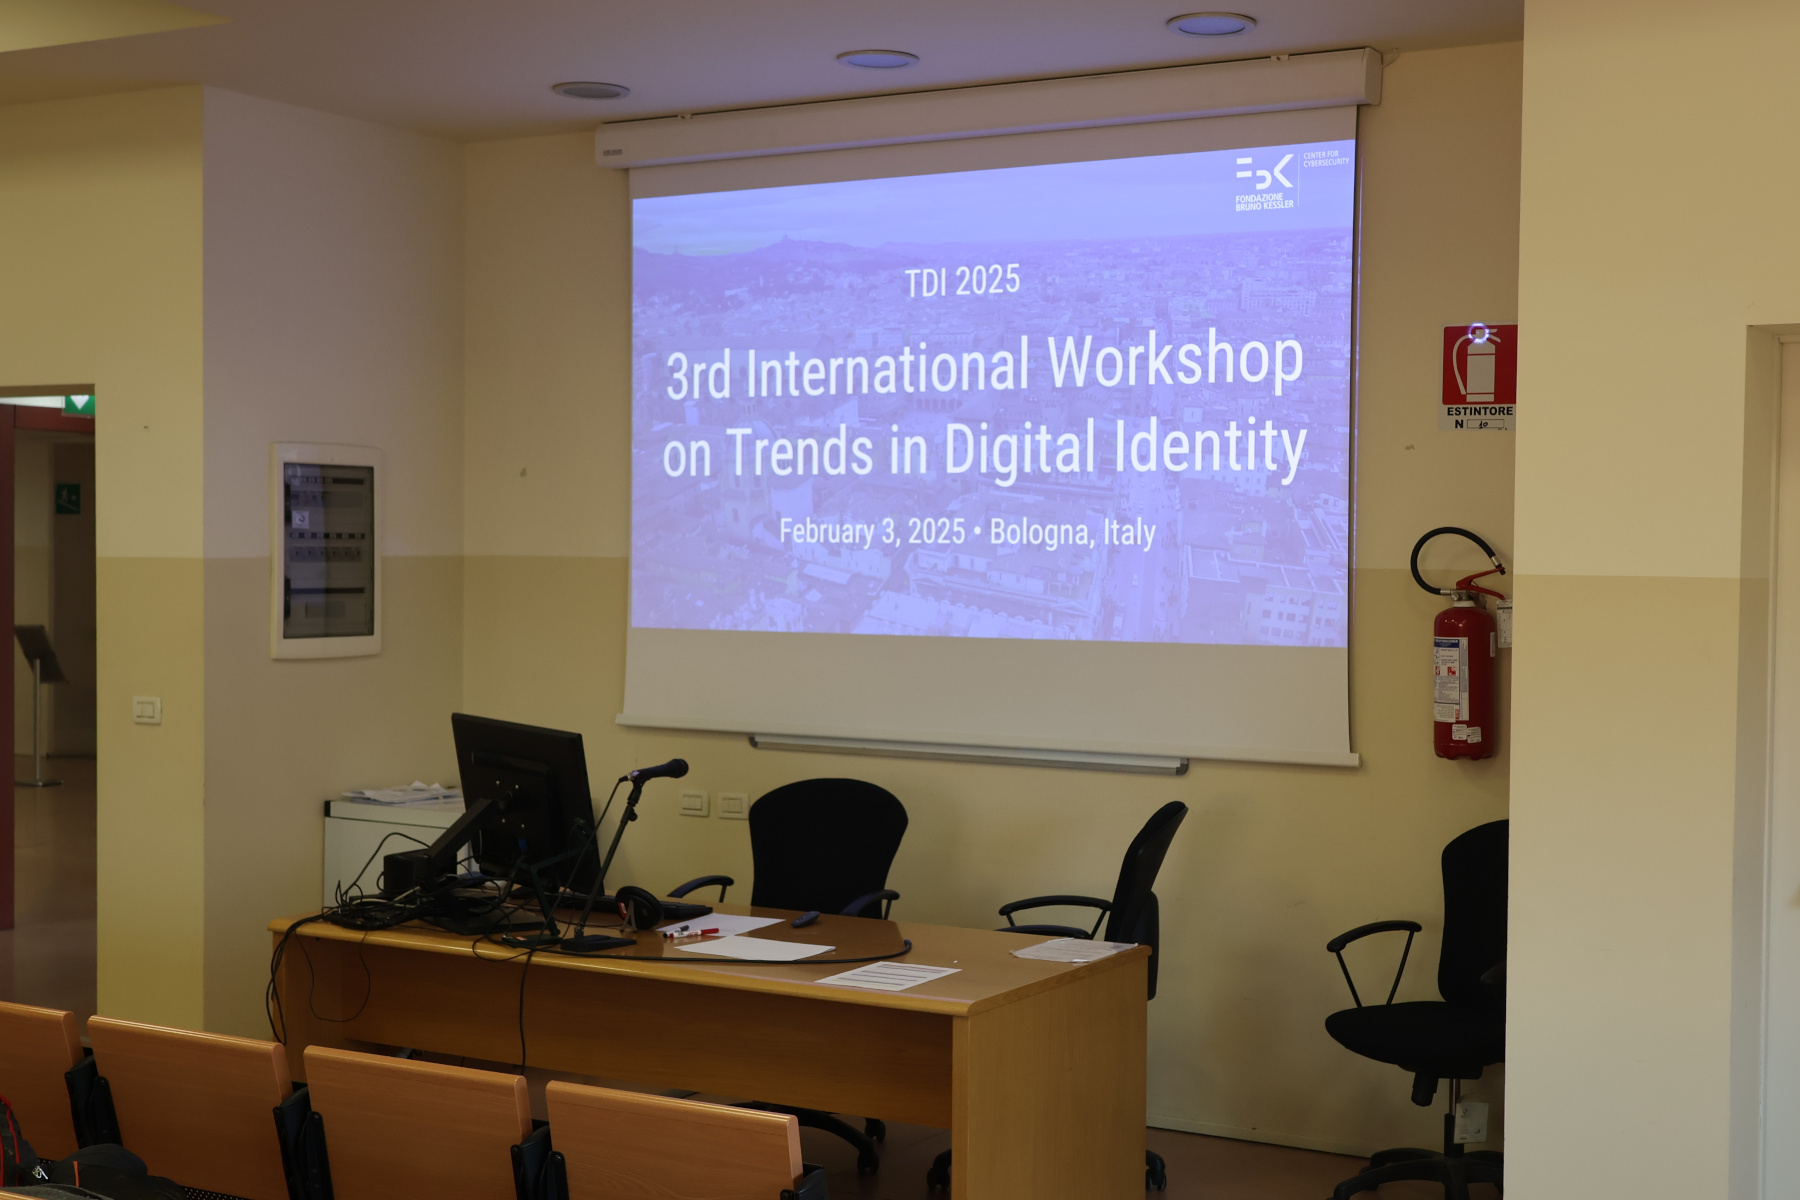 FONDAZIONE
BRUNO KESSLER
CENTER FOR
CYBERSECURITY
TDI 2025
3rd International Workshop
on Trends in Digital Identity
February 3, 2025 • Bologna, Italy
ESTINTORE
N 10